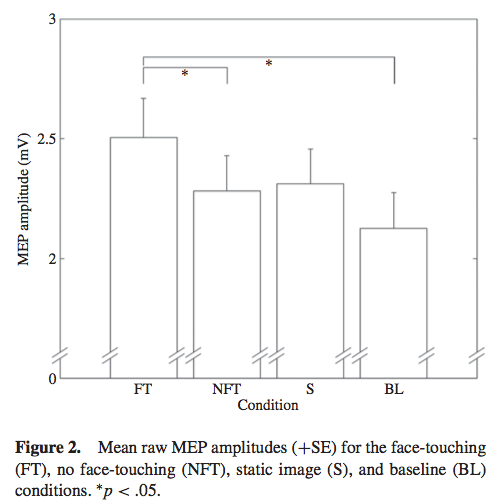 3
*
*
2.5
MEP amplitude (mV)
2
0
FT NFT S BL
Condition
Figure 2. Mean raw MEP amplitudes (+SE) for the face-touching
(FT), no face-touching (NFT), static image (S), and baseline (BL)
conditions. *p < .05.